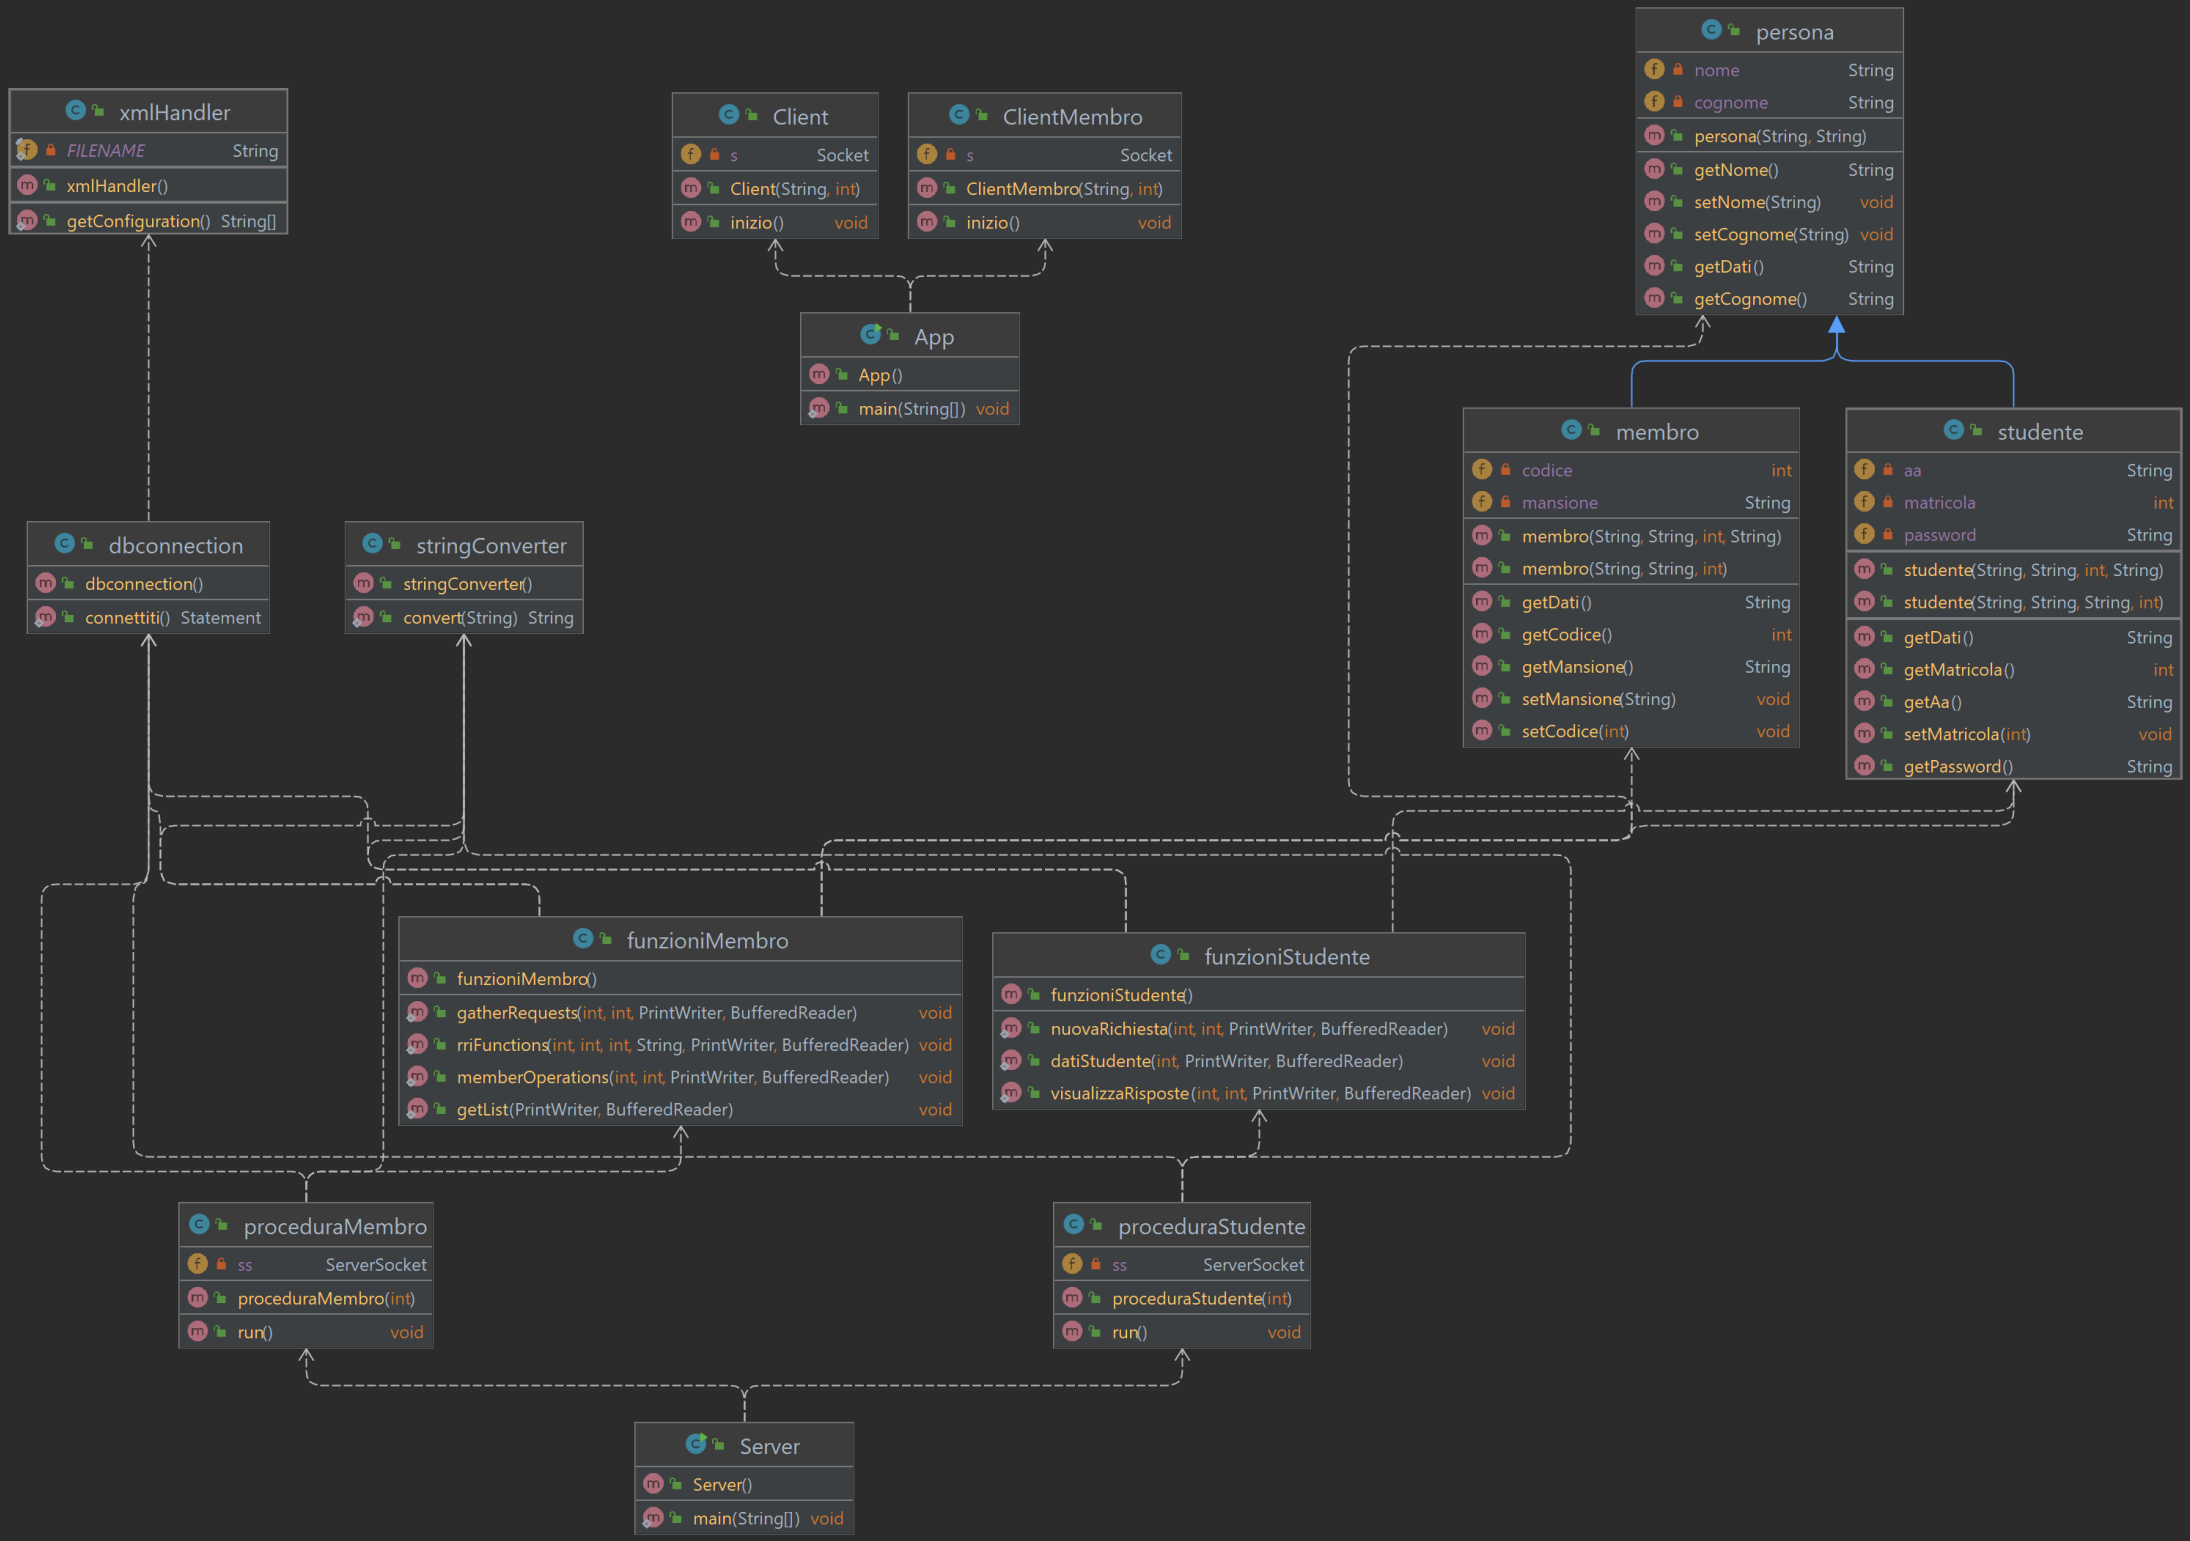 persona
nome String
cognome String
persona(String, String)
getNome() String
setNome(String) void
setCognome(String) void
getDati() String
getCognome() String
xmlHandler
FILENAME String
xmlHandler()
getConfiguration() String[]
Client
s Socket
Client(String, int)
inizio() void
ClientMembro
s Socket
ClientMembro(String, int)
inizio() void
App
App()
main(String[]) void
membro
codice int
mansione String
membro(String, String, int, String)
membro(String, String, int)
getDati() String
getCodice() int
getMansione() String
setMansione(String) void
setCodice(int) void
studente
aa String
matricola int
password String
studente(String, String, int, String)
studente(String, String, String, int)
getDati() String
getMatricola() int
getAa() String
setMatricola(int) void
getPassword() String
dbconnection
dbconnection()
connettiti() Statement
stringConverter
stringConverter()
convert(String) String
funzioniMembro
funzioniMembro()
gatherRequests(int, int, PrintWriter, BufferedReader) void
rriFunctions(int, int, int, String, PrintWriter, BufferedReader) void
memberOperations(int, int, PrintWriter, BufferedReader) void
getList(PrintWriter, BufferedReader) void
funzioniStudente
funzioniStudente()
nuovaRichiesta(int, int, PrintWriter, BufferedReader) void
datiStudente(int, PrintWriter, BufferedReader) void
visualizzaRisposte(int, int, PrintWriter, BufferedReader) void
proceduraMembro
ss ServerSocket
proceduraMembro(int)
run() void
proceduraStudente
ss ServerSocket
proceduraStudente(int)
run() void
Server
Server()
main(String[]) void